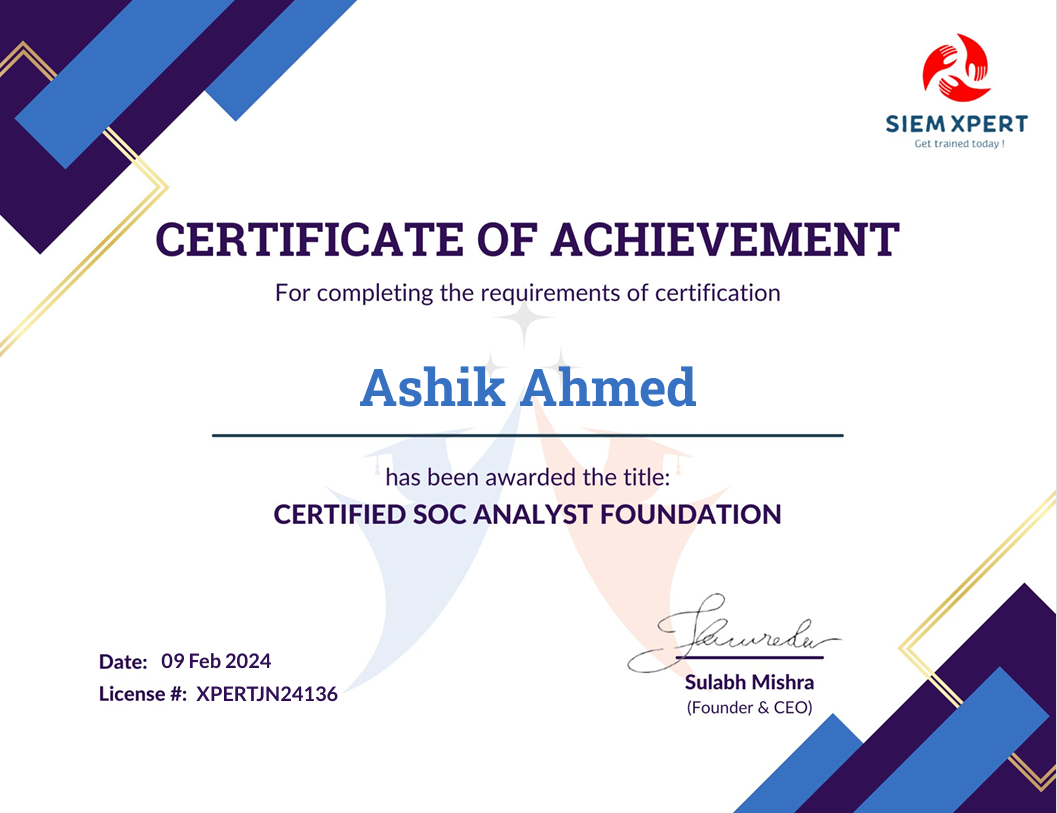 SIEM XPERT
Get trained today !
CERTIFICATE OF ACHIEVEMENT
For completing the requirements of certification
Ashik Ahmed
has been awarded the title:
CERTIFIED SOC ANALYST FOUNDATION
Date: 09 Feb 2024
License #: XPERTJN24136
Sulabh Mishra
(Founder & CEO)